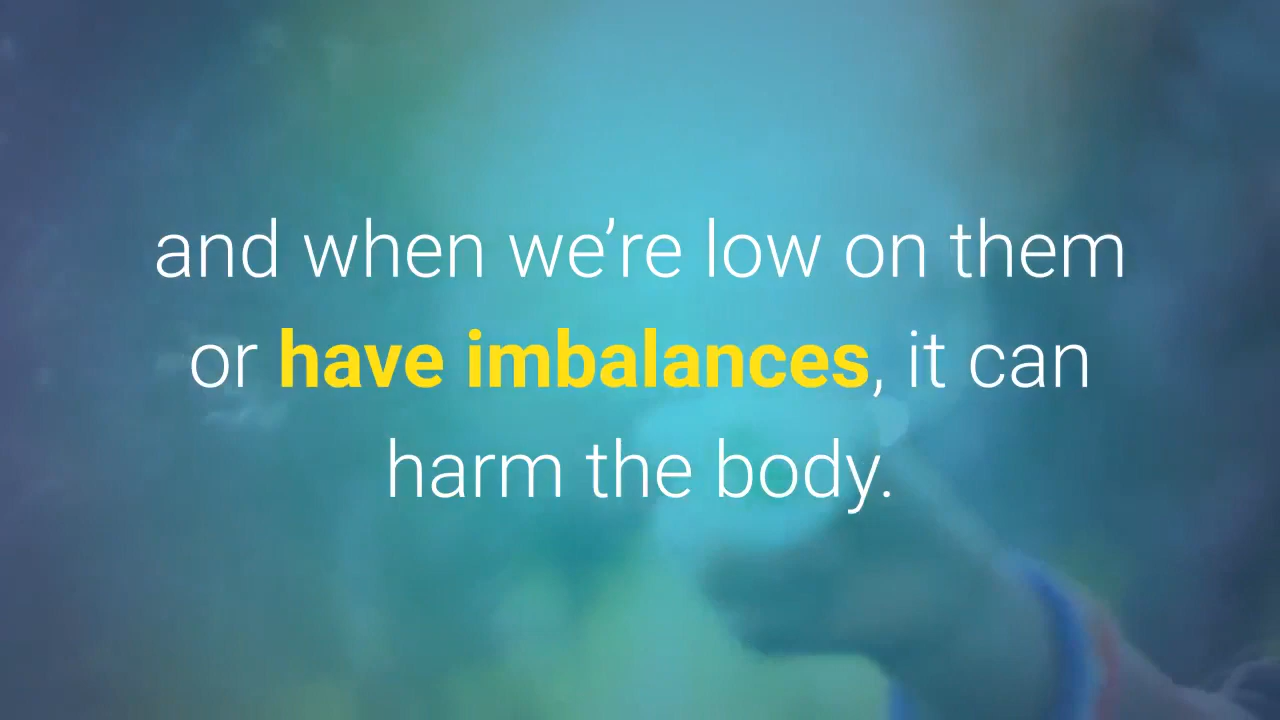 and when we’re low on them
or have imbalances, it can
harm the body.